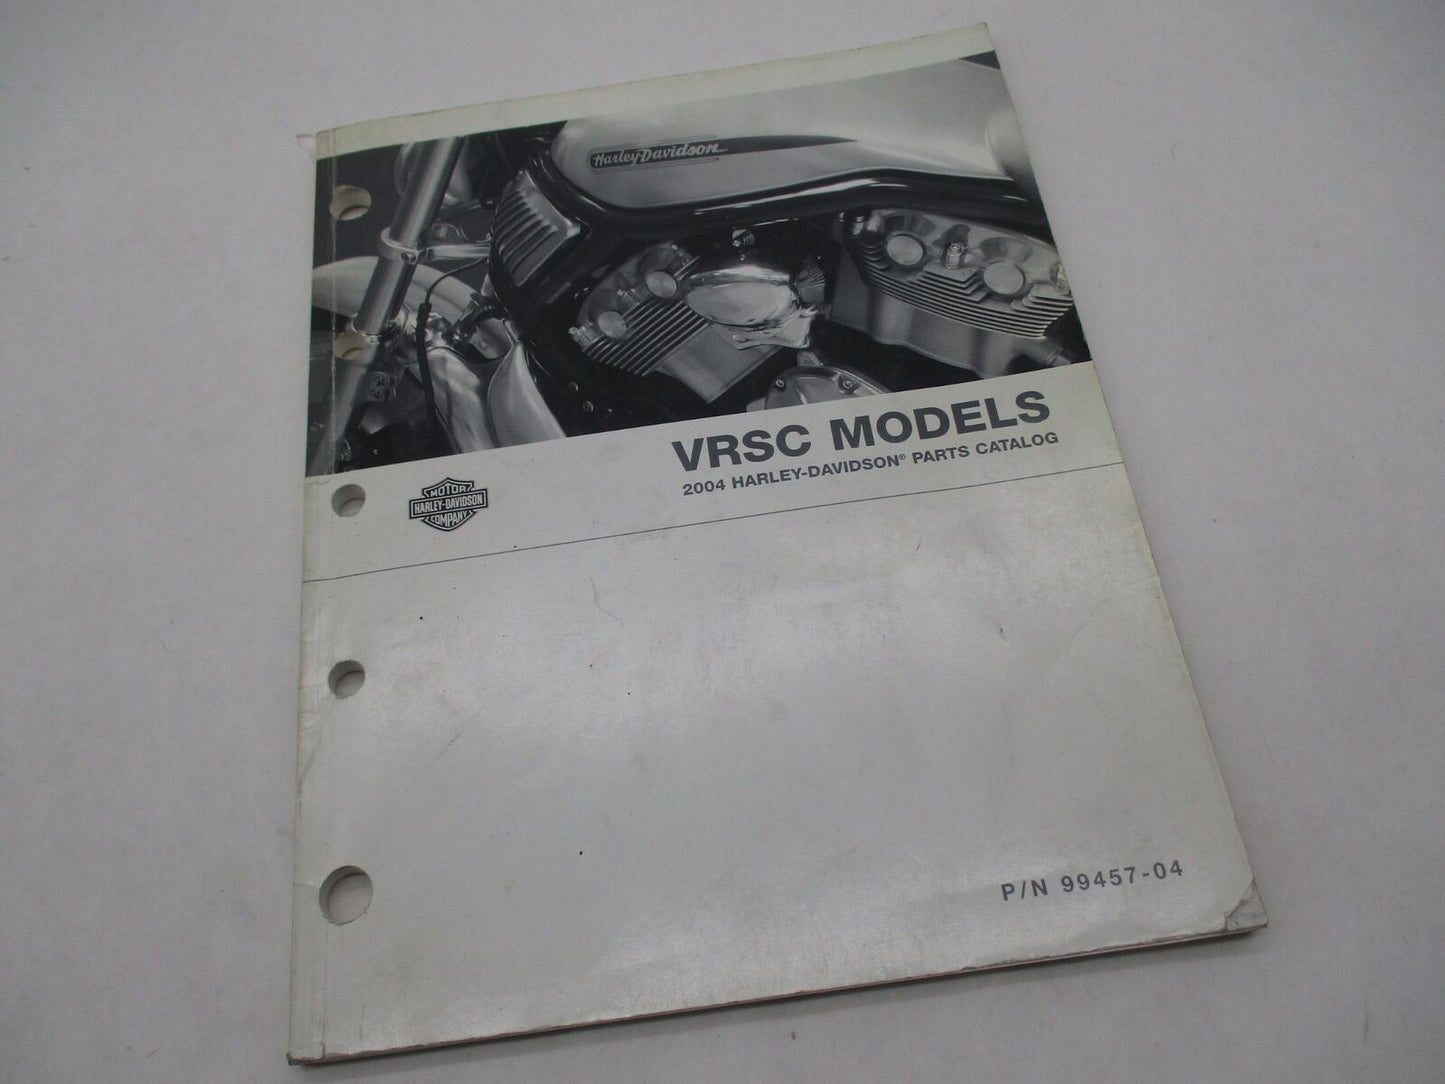 Harley-Davidson
VRSC MODELS
2004 HARLEY-DAVIDSON® PARTS CATALOG
MOTOR
HARLEY-DAVIDSON
COMPANY
P/N 99457-04